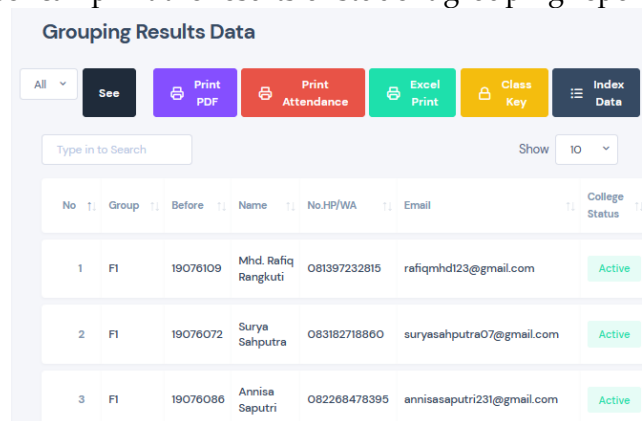 Grouping Results Data
All See Print PDF Print Attendance Excel Print Class Key Index Data
Type in to Search Show 10
No Group Before Name No.HP/WA Email College Status
1 F1 19076109 Mhd. Rafiq Rangkuti 081397232815 rafiqmhd123@gmail.com Active
2 F1 19076072 Surya Sahputra 083182718860 suryasahputra07@gmail.com Active
3 F1 19076086 Annisa Saputri 082268478395 annisasaputri231@gmail.com Active